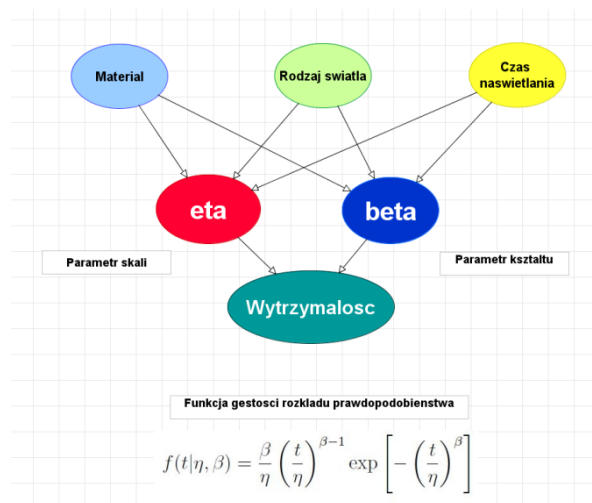 Material
Rodzaj swiatla
Czas
naswietlania
eta
beta
Parametr skali
Parametr ksztaltu
Wytrzymalosc
Funkcja gestosci rozkladu prawdopodobienstwa
f(t|η, β) = β/η (t/η)^{β−1} exp [−(t/η)^β]